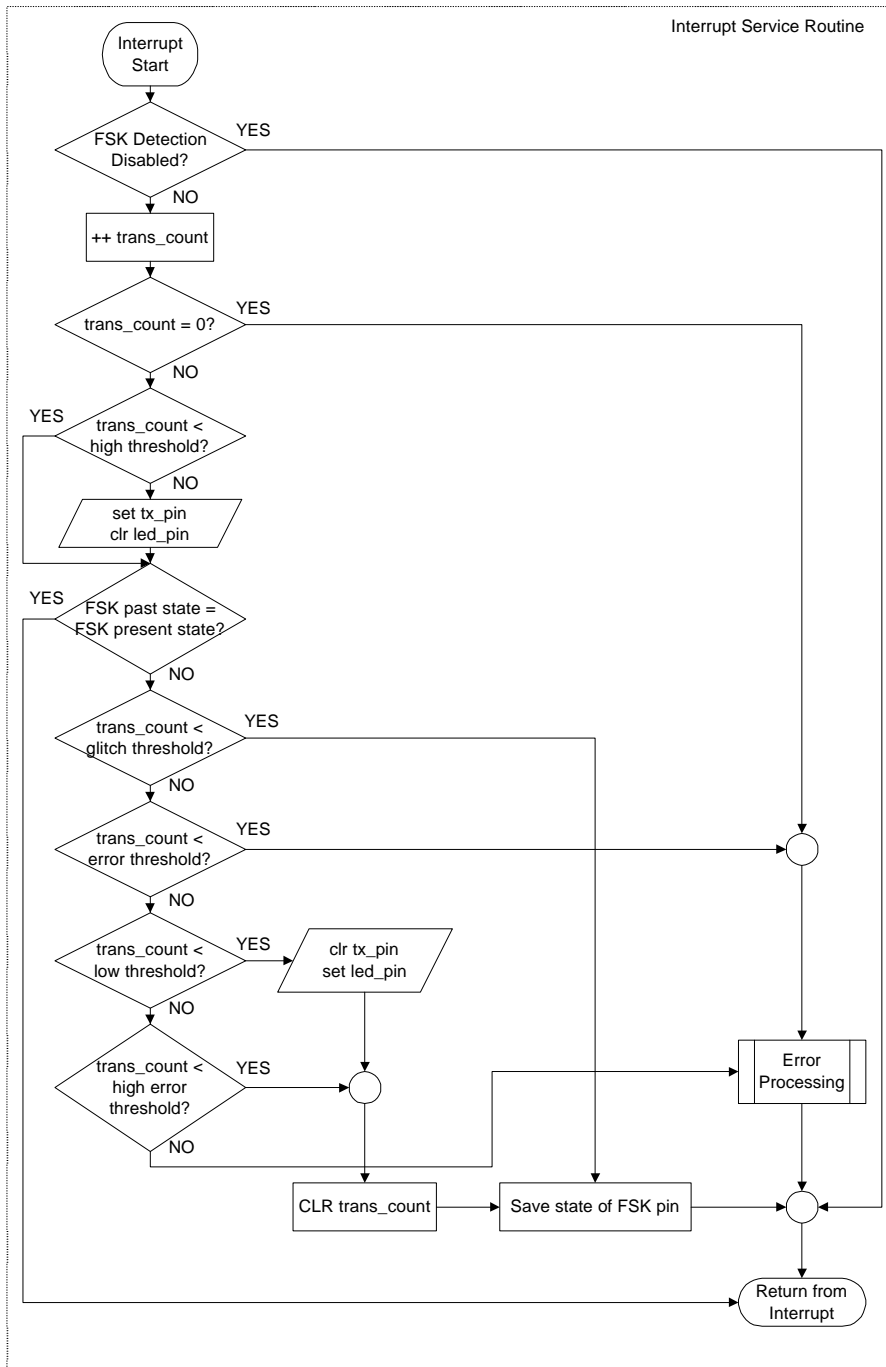 Interrupt Service Routine
Interrupt
Start
FSK Detection
Disabled?
YES
NO
++ trans_count
trans_count = 0?
YES
NO
YES
trans_count <
high threshold?
NO
set tx_pin
clr led_pin
YES
FSK past state =
FSK present state?
NO
trans_count <
glitch threshold?
YES
NO
trans_count <
error threshold?
YES
NO
trans_count <
low threshold?
YES
clr tx_pin
set led_pin
NO
trans_count <
high error
threshold?
YES
Error
Processing
NO
CLR trans_count
Save state of FSK pin
Return from
Interrupt